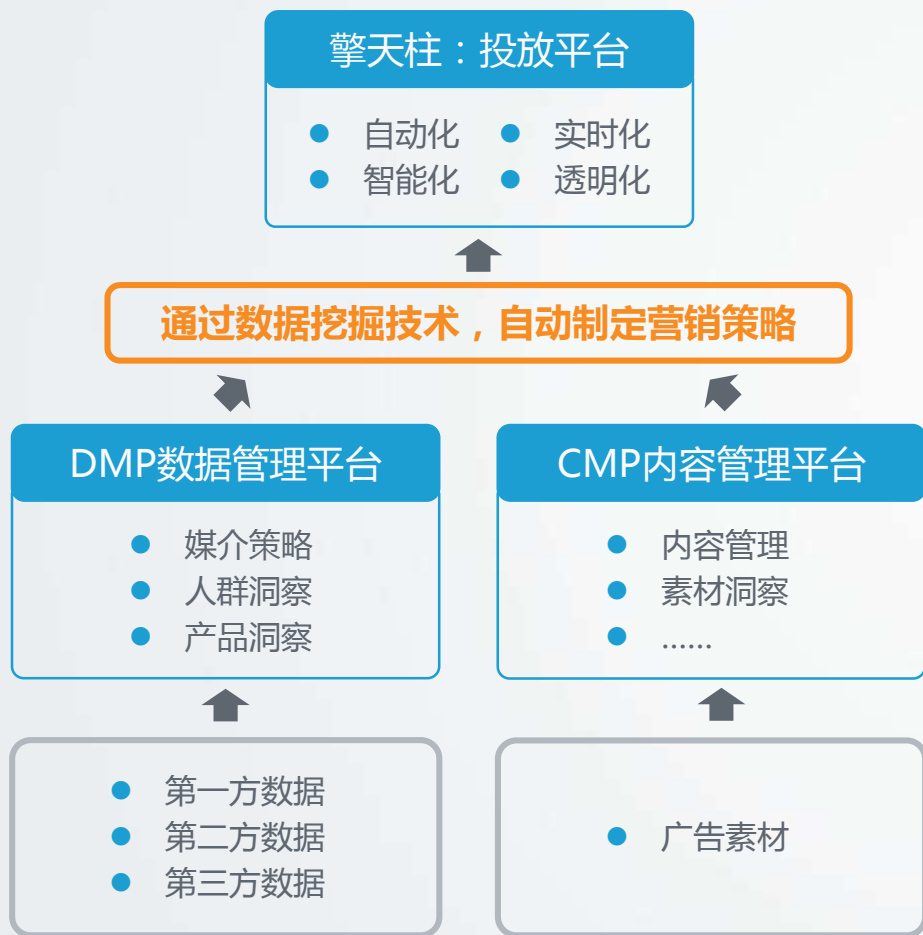 擎天柱：投放平台
自动化 实时化
智能化 透明化
通过数据挖掘技术，自动制定营销策略
DMP数据管理平台
媒介策略
人群洞察
产品洞察
CMP内容管理平台
内容管理
素材洞察
......
第一方数据
第二方数据
第三方数据
广告素材